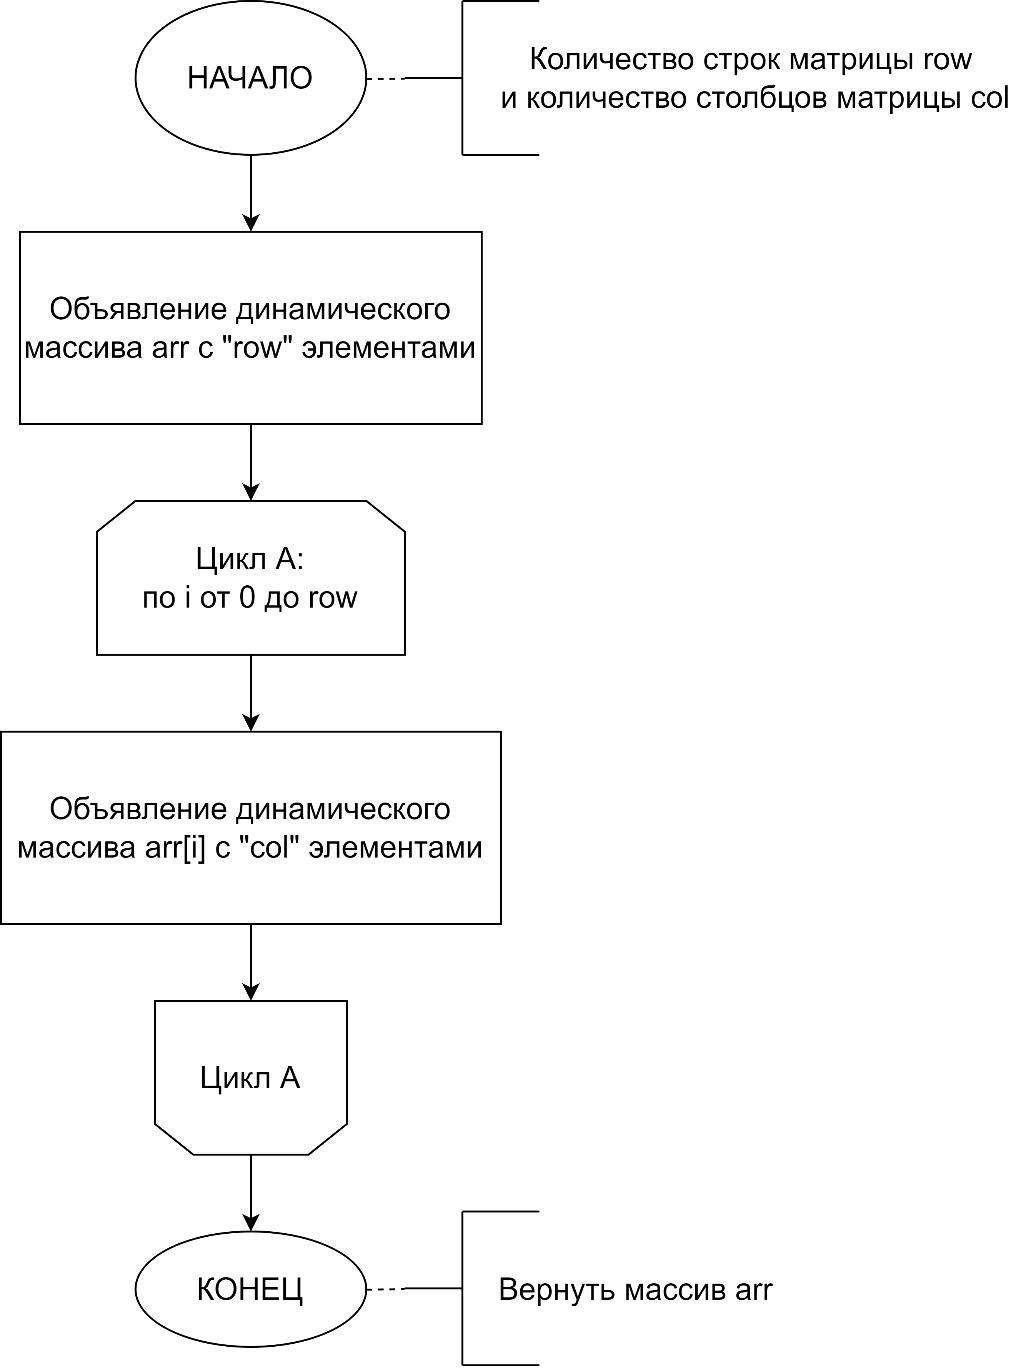 НАЧАЛО
Количество строк матрицы row
и количество столбцов матрицы col
Объявление динамического
массива arr с "row" элементами
Цикл А:
по i от 0 до row
Объявление динамического
массива arr[i] с "col" элементами
Цикл А
КОНЕЦ
Вернуть массив arr